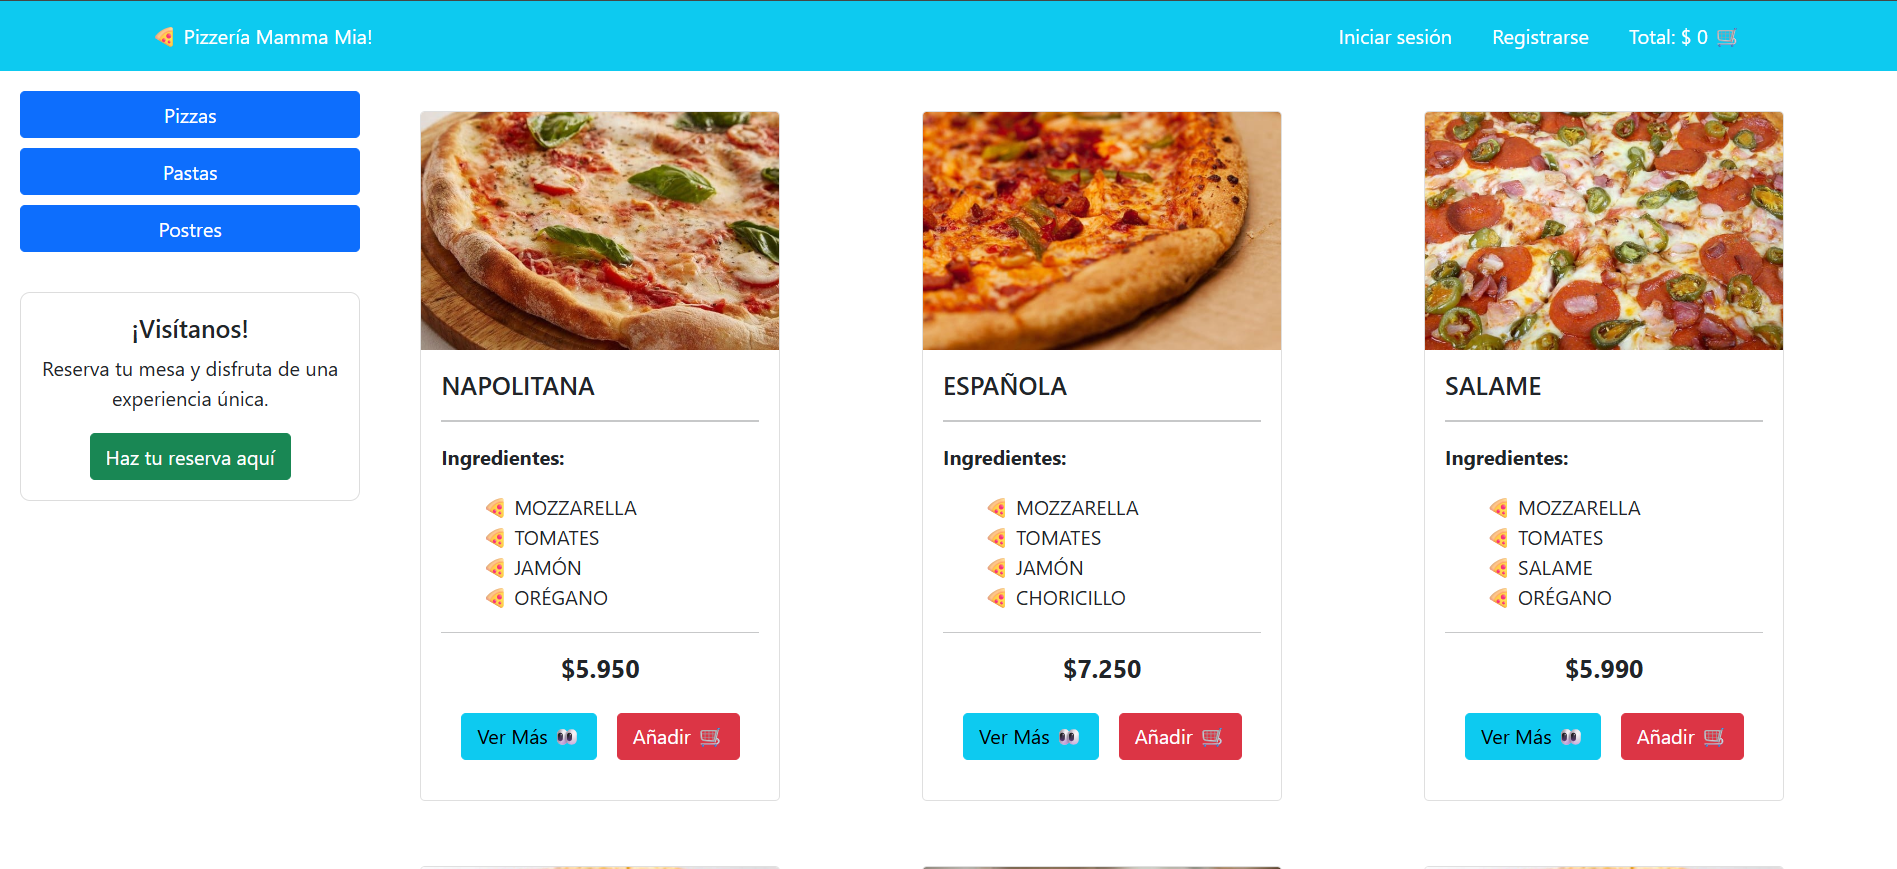 🍕 Pizzería Mamma Mia!
Iniciar sesión
Registrarse
Total: $ 0 🛒
Pizzas
Pastas
Postres
¡Visítanos!
Reserva tu mesa y disfruta de una
experiencia única.
Haz tu reserva aquí
NAPOLITANA
Ingredientes:
🍕 MOZZARELLA
🍕 TOMATES
🍕 JAMÓN
🍕 ORÉGANO
$5.950
Ver Más 👀
Añadir 🛒
ESPAÑOLA
Ingredientes:
🍕 MOZZARELLA
🍕 TOMATES
🍕 JAMÓN
🍕 CHORICILLO
$7.250
Ver Más 👀
Añadir 🛒
SALAME
Ingredientes:
🍕 MOZZARELLA
🍕 TOMATES
🍕 SALAME
🍕 ORÉGANO
$5.990
Ver Más 👀
Añadir 🛒